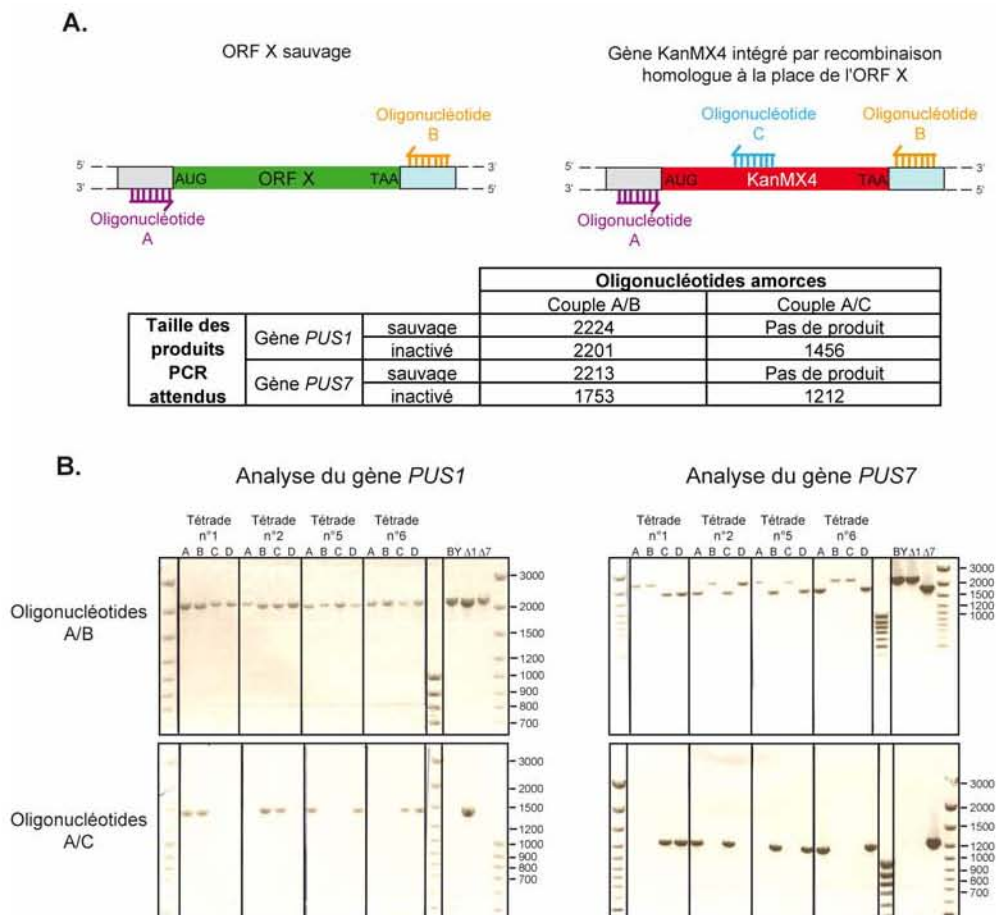 A.
ORF X sauvage
Gène KanMX4 intégré par recombinaison
homologue à la place de l'ORF X
Oligonucléotide
B
5'
3'
AUG
ORF X
TAA
3'
5'
Oligonucléotide
A
Oligonucléotide
C
Oligonucléotide
B
5'
3'
AUG
KanMX4
TAA
3'
5'
Oligonucléotide
A
Oligonucléotides amorces
Couple A/B Couple A/C
Taille des produits PCR attendus
Gène PUS1 sauvage 2224 Pas de produit
inactivé 2201 1456
Gène PUS7 sauvage 2213 Pas de produit
inactivé 1753 1212
B.
Analyse du gène PUS1
Tétrade n°1 Tétrade n°2 Tétrade n°5 Tétrade n°6
A B C D A B C D A B C D A B C D BY Δ1 Δ7
Oligonucléotides
A/B
3000
2000
1500
1200
1000
900
800
700
Oligonucléotides
A/C
3000
2000
1500
1200
1000
900
800
700
Analyse du gène PUS7
Tétrade n°1 Tétrade n°2 Tétrade n°5 Tétrade n°6
A B C D A B C D A B C D A B C D BY Δ1 Δ7
3000
2000
1500
1200
1000
3000
2000
1500
1200
1000
900
800
700